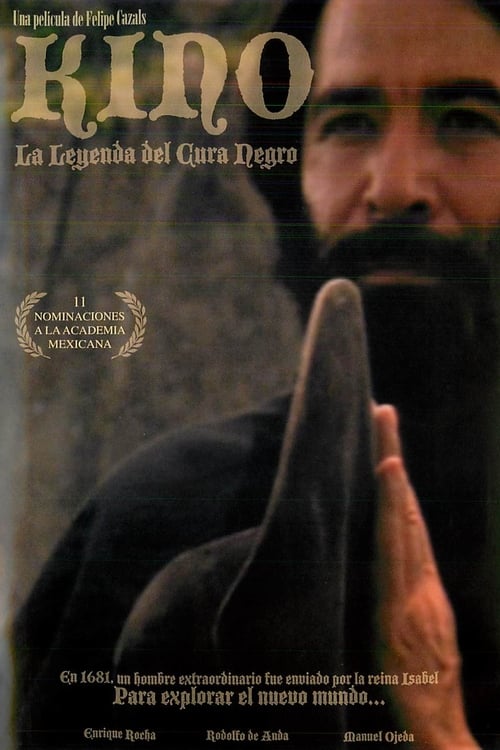 Una película de Felipe Cazals
KINO
La Leyenda del Cura Negro
11
NOMINACIONES
A LA ACADEMIA
MEXICANA
En 1681, un hombre extraordinario fue enviado por la reina Isabel
Para explorar el nuevo mundo...
Enrique Rocha Rodolfo de Anda Manuel Ojeda